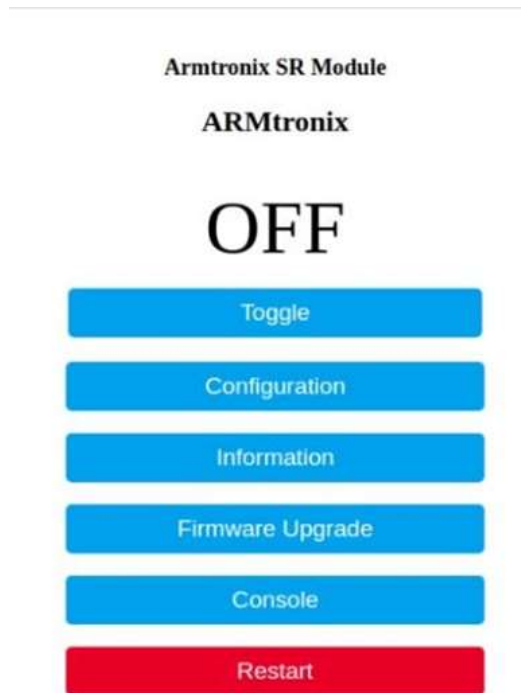 Armtronix SR Module
ARMtronix
OFF
Toggle
Configuration
Information
Firmware Upgrade
Console
Restart